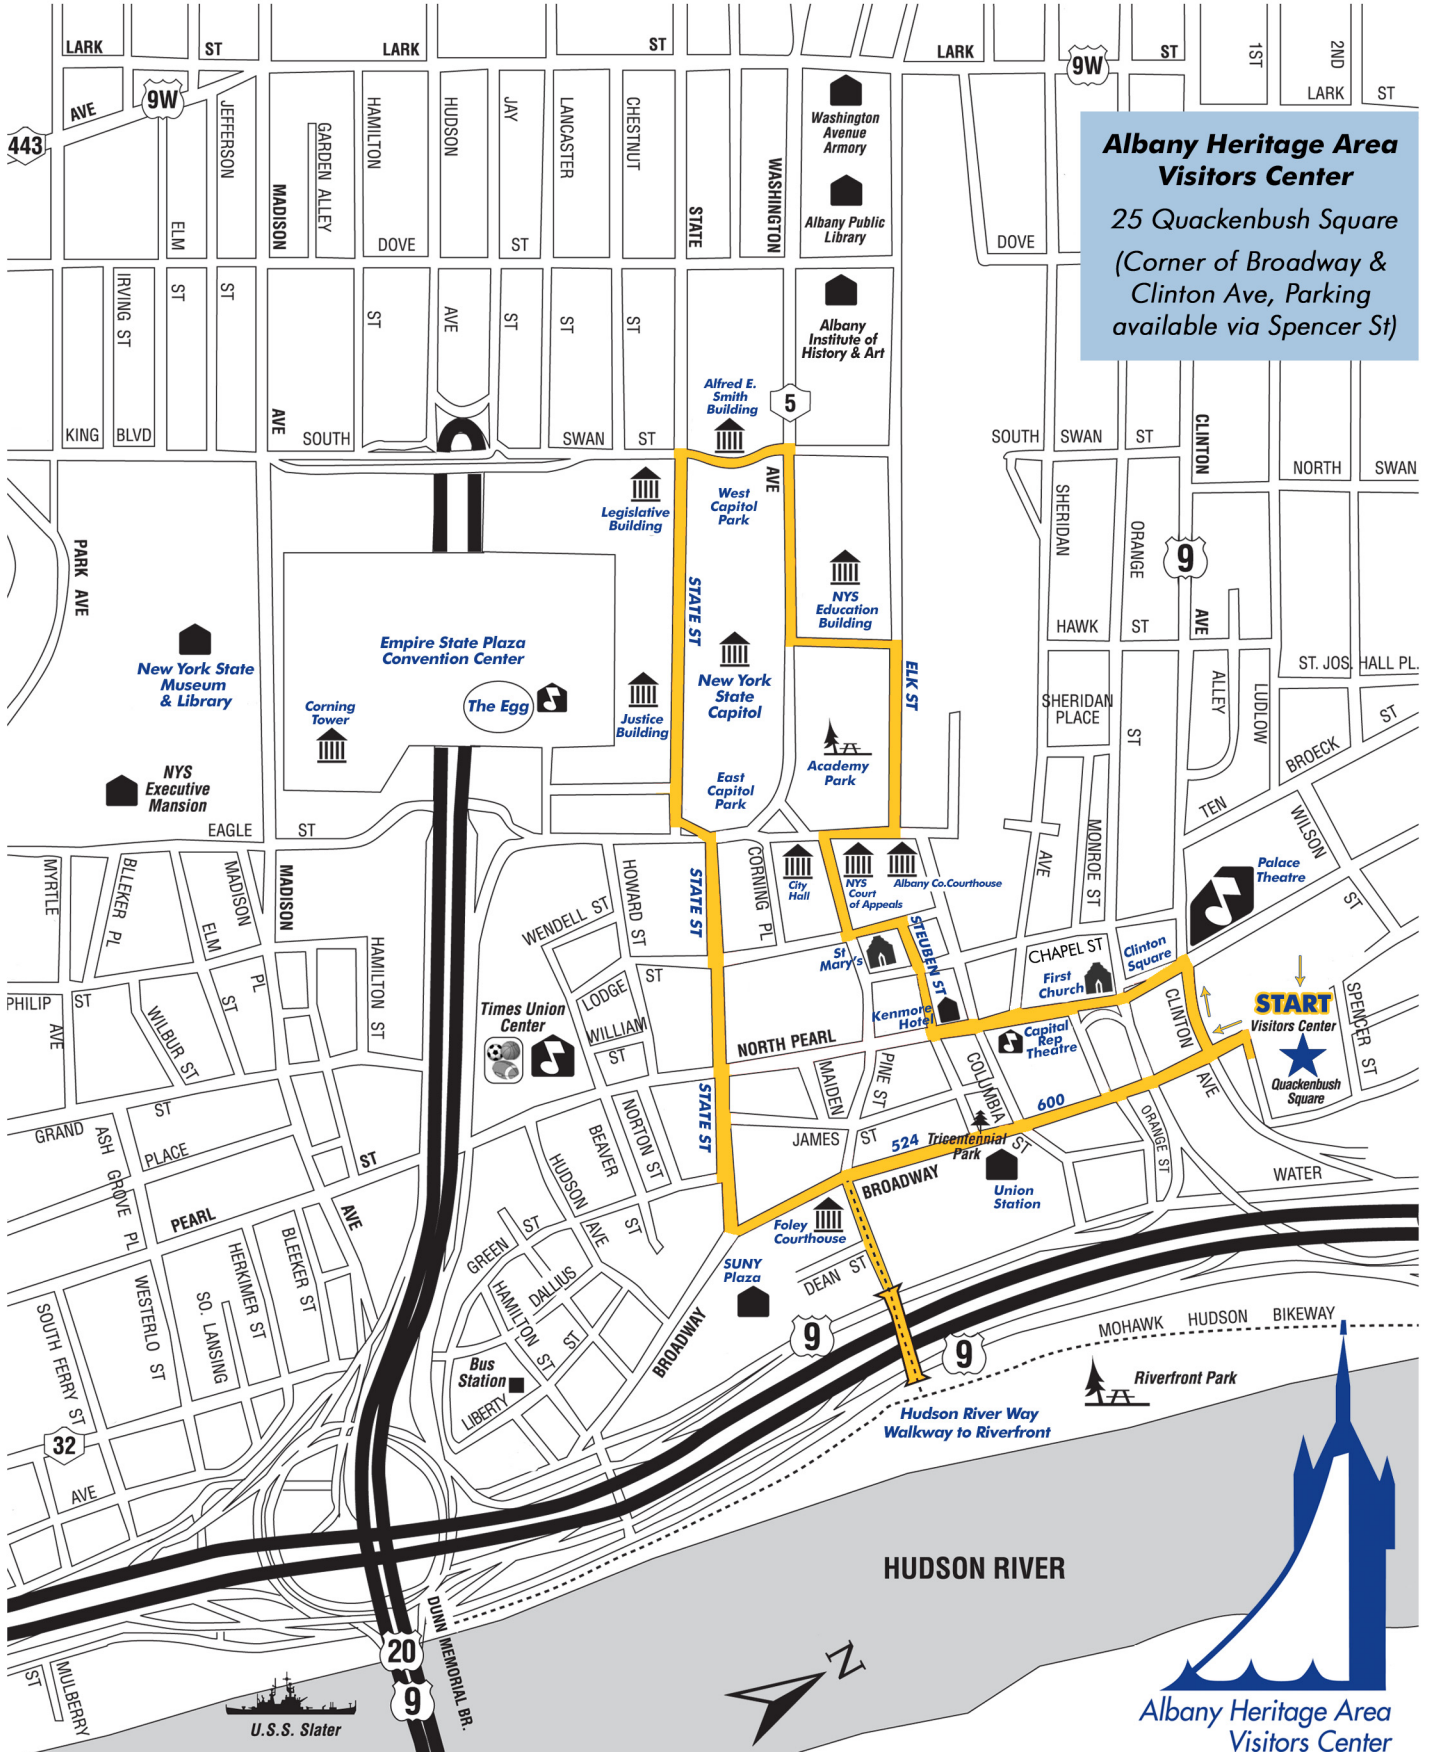 LARK
ST
LARK
ST
LARK
ST
9W
1ST
2ND
LARK
ST
9W
AVE
443
JEFFERSON
GARDEN ALLEY
HAMILTON
HUDSON
JAY
LANCASTER
CHESTNUT
MADISON
ELM
DOVE
ST
STATE
WASHINGTON
Washington
Avenue
Armory
Albany Public
Library
DOVE
Albany Heritage Area
Visitors Center
25 Quackenbush Square
(Corner of Broadway &
Clinton Ave, Parking
available via Spencer St)
IRVING ST
ST
ST
ST
AVE
ST
ST
ST
Albany
Institute of
History & Art
Alfred E.
Smith
Building
5
KING
BLVD
AVE
SOUTH
SWAN
ST
SOUTH
SWAN
ST
CLINTON
NORTH
SWAN
Legislative
Building
West
Capitol
Park
AVE
SHERIDAN
ORANGE
9
PARK AVE
STATE ST
NYS
Education
Building
HAWK
ST
AVE
New York State
Museum
& Library
Empire State Plaza
Convention Center
The Egg
Corning
Tower
Justice
Building
New York
State
Capitol
ELK ST
SHERIDAN
PLACE
ST
ALLEY
LUDLOW
ST. JOS. HALL PL.
ST
BROECK
TEN
WILSON
ST
NYS
Executive
Mansion
Academy
Park
East
Capitol
Park
EAGLE
ST
MYRTLE
AVE
BLLEKER PL
MADISON
PL
ELM
ST
MADISON
AVE
HOWARD ST
STATE ST
CORNING PL
City
Hall
NYS
Court
of Appeals
Albany Co.Courthouse
AVE
MONROE ST
Palace
Theatre
WENDELL ST
HAMILTON ST
St
Mary's
STEUBEN ST
CHAPEL ST
Clinton
Square
First
Church
PHILIP
ST
WILBUR ST
Times Union
Center
LODGE
ST
WILLIAM
ST
Kenmore
Hotel
NORTH PEARL
Capital
Rep
Theatre
CLINTON
AVE
START
Visitors Center
Quackenbush
Square
SPENCER ST
GRAND
ST
ASH GROVE PL
PLACE
PEARL
ST
NORTON ST
BEAVER
ST
HUDSON
AVE
STATE ST
MAIDEN
PINE ST
COLUMBIA
ST
JAMES
ST
524
600
Tricentennial
Park
BROADWAY
ORANGE ST
WATER
Union
Station
Foley
Courthouse
AVE
BLEEKER ST
HERKIMER ST
SO. LANSING
WESTERLO ST
SOUTH FERRY ST
GREEN
ST
HAMILTON ST
DALLIUS
ST
SUNY
Plaza
DEAN ST
BROADWAY
9
9
MOHAWK
HUDSON
BIKEWAY
Bus
Station
LIBERTY
Riverfront Park
Hudson River Way
Walkway to Riverfront
32
AVE
HUDSON RIVER
DUNN MEMORIAL BR.
20
9
ST
MULBERRY
U.S.S. Slater
N
Albany Heritage Area
Visitors Center